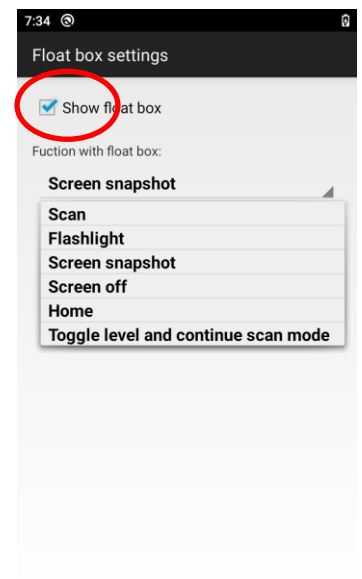 7:34
Float box settings
Show float box
Fuction with float box:
Screen snapshot
Scan
Flashlight
Screen snapshot
Screen off
Home
Toggle level and continue scan mode